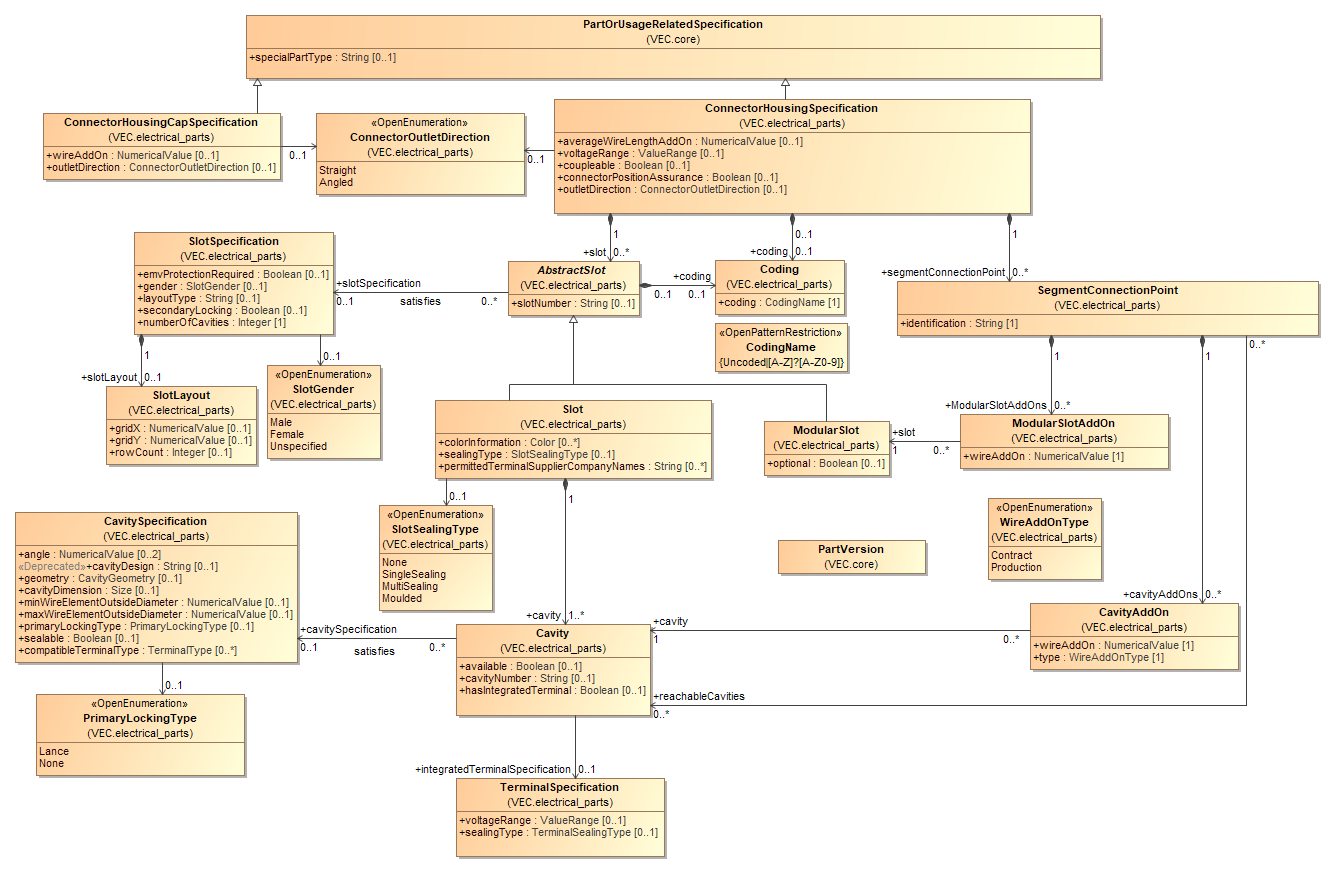 PartOrUsageRelatedSpecification
(VEC.core)
+specialPartType : String [0..1]
ConnectorHousingCapSpecification
(VEC.electrical_parts)
+wireAddOn : NumericalValue [0..1]
+outletDirection : ConnectorOutletDirection [0..1]
0..1
«OpenEnumeration»
ConnectorOutletDirection
(VEC.electrical_parts)
Straight
Angled
0..1
ConnectorHousingSpecification
(VEC.electrical_parts)
+averageWireLengthAddOn : NumericalValue [0..1]
+voltageRange : ValueRange [0..1]
+coupleable : Boolean [0..1]
+connectorPositionAssurance : Boolean [0..1]
+outletDirection : ConnectorOutletDirection [0..1]
1
+slot 0..*
0..1
+coding 0..1
1
+segmentConnectionPoint 0..*
SlotSpecification
(VEC.electrical_parts)
+emvProtectionRequired : Boolean [0..1]
+gender : SlotGender [0..1]
+layoutType : String [0..1]
+secondaryLocking : Boolean [0..1]
+numberOfCavities : Integer [1]
+slotSpecification
0..1
satisfies
0..*
AbstractSlot
(VEC.electrical_parts)
+slotNumber : String [0..1]
+coding
0..1
0..1
Coding
(VEC.electrical_parts)
+coding : CodingName [1]
«OpenPatternRestriction»
CodingName
{Uncoded|[A-Z]?[A-Z0-9]}
SegmentConnectionPoint
(VEC.electrical_parts)
+identification : String [1]
1
+slotLayout 0..1
0..1
SlotLayout
(VEC.electrical_parts)
+gridX : NumericalValue [0..1]
+gridY : NumericalValue [0..1]
+rowCount : Integer [0..1]
«OpenEnumeration»
SlotGender
(VEC.electrical_parts)
Male
Female
Unspecified
Slot
(VEC.electrical_parts)
+colorInformation : Color [0..*]
+sealingType : SlotSealingType [0..1]
+permittedTerminalSupplierCompanyNames : String [0..*]
ModularSlot
(VEC.electrical_parts)
+optional : Boolean [0..1]
+slot
1
0..*
1
+ModularSlotAddOns 0..*
ModularSlotAddOn
(VEC.electrical_parts)
+wireAddOn : NumericalValue [1]
1
0..*
0..1
1
«OpenEnumeration»
SlotSealingType
(VEC.electrical_parts)
None
SingleSealing
MultiSealing
Moulded
PartVersion
(VEC.core)
«OpenEnumeration»
WireAddOnType
(VEC.electrical_parts)
Contract
Production
+cavityAddOns 0..*
CavityAddOn
(VEC.electrical_parts)
+wireAddOn : NumericalValue [1]
+type : WireAddOnType [1]
CavitySpecification
(VEC.electrical_parts)
+angle : NumericalValue [0..2]
«Deprecated»+cavityDesign : String [0..1]
+geometry : CavityGeometry [0..1]
+cavityDimension : Size [0..1]
+minWireElementOutsideDiameter : NumericalValue [0..1]
+maxWireElementOutsideDiameter : NumericalValue [0..1]
+primaryLockingType : PrimaryLockingType [0..1]
+sealable : Boolean [0..1]
+compatibleTerminalType : TerminalType [0..*]
+cavitySpecification
0..1
satisfies
0..*
+cavity 1..*
Cavity
(VEC.electrical_parts)
+available : Boolean [0..1]
+cavityNumber : String [0..1]
+hasIntegratedTerminal : Boolean [0..1]
+cavity
1
0..*
+reachableCavities
0..*
0..1
«OpenEnumeration»
PrimaryLockingType
(VEC.electrical_parts)
Lance
None
+integratedTerminalSpecification 0..1
TerminalSpecification
(VEC.electrical_parts)
+voltageRange : ValueRange [0..1]
+sealingType : TerminalSealingType [0..1]